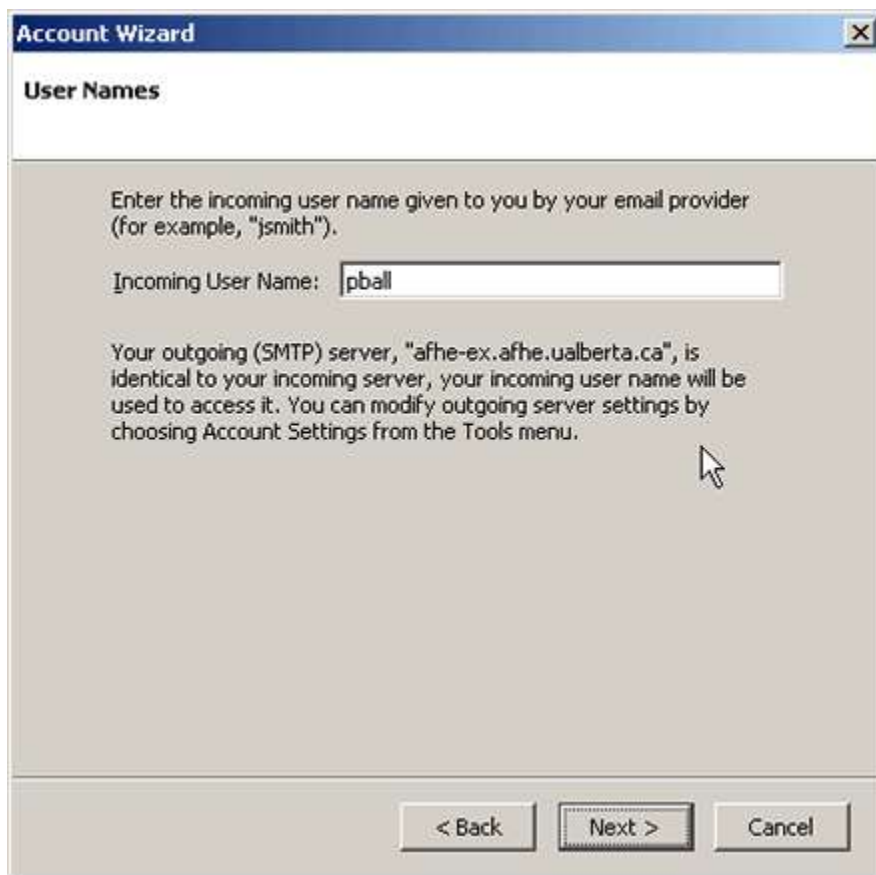 Account Wizard
User Names
Enter the incoming user name given to you by your email provider
(for example, "jsmith").
Incoming User Name: pball
Your outgoing (SMTP) server, "afhe-ex.afhe.ualberta.ca", is
identical to your incoming server, your incoming user name will be
used to access it. You can modify outgoing server settings by
choosing Account Settings from the Tools menu.
< Back Next > Cancel